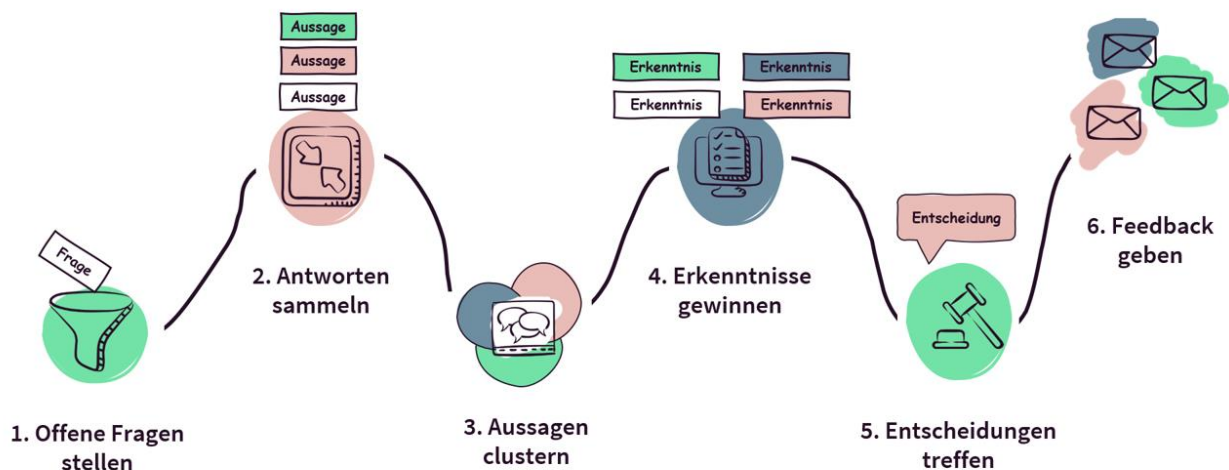 Frage
1. Offene Fragen
stellen
Aussage
Aussage
Aussage
2. Antworten
sammeln
3. Aussagen
clustern
Erkenntnis
Erkenntnis
Erkenntnis
Erkenntnis
4. Erkenntnisse
gewinnen
Entscheidung
5. Entscheidungen
treffen
6. Feedback
geben